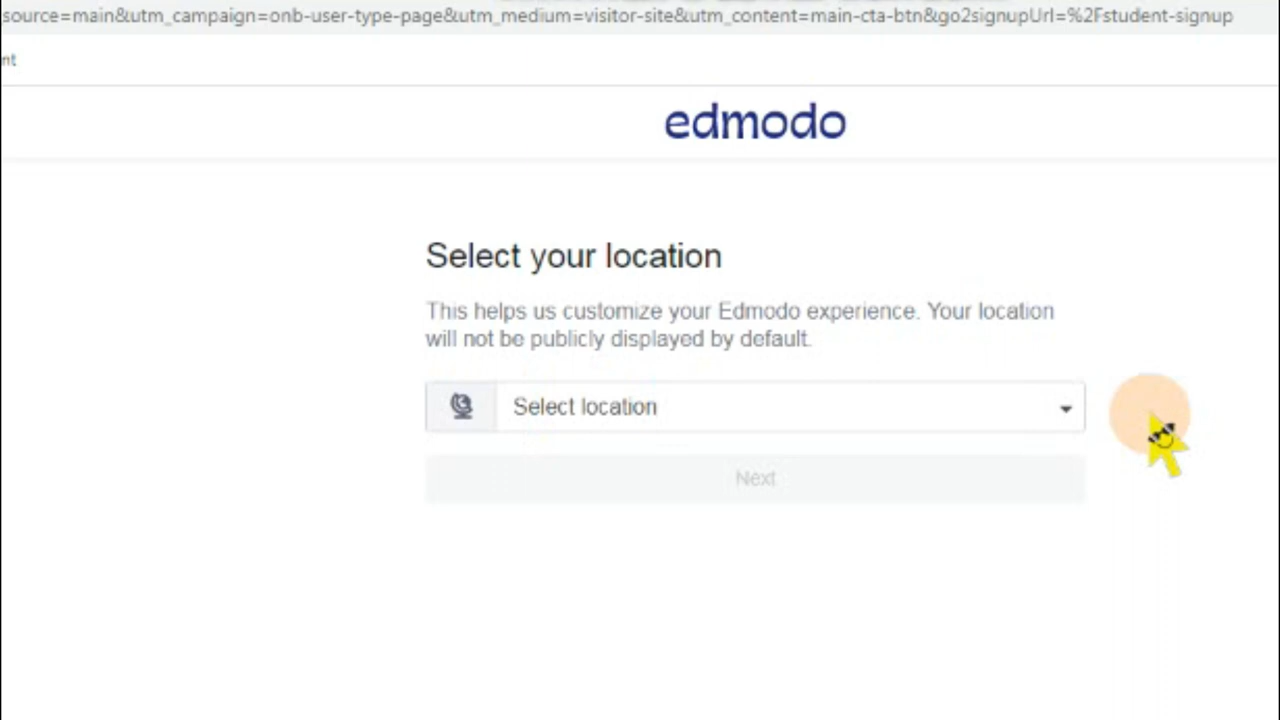 source=main&utm_campaign=onb-user-type-page&utm_medium=visitor-site&utm_content=main-cta-btn&go2signupUrl=%2Fstudent-signup
nt
edmodo
Select your location
This helps us customize your Edmodo experience. Your location
will not be publicly displayed by default.
Select location
Next